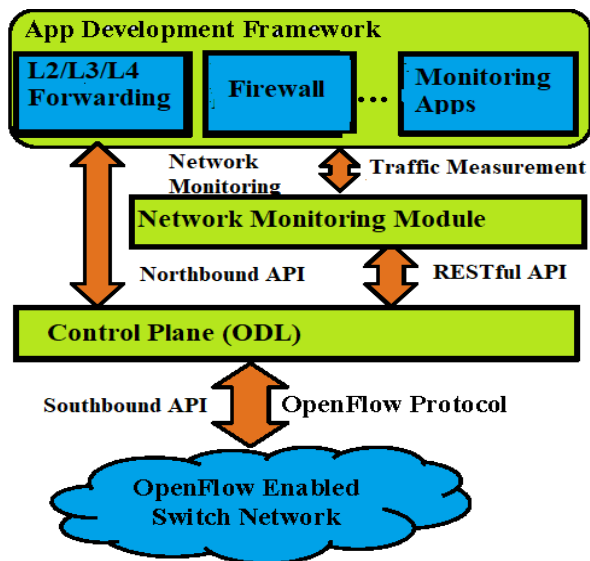 App Development Framework
L2/L3/L4
Forwarding
Firewall
...
Monitoring
Apps
Network
Monitoring
Traffic Measurement
Network Monitoring Module
Northbound API
RESTful API
Control Plane (ODL)
Southbound API
OpenFlow Protocol
OpenFlow Enabled
Switch Network